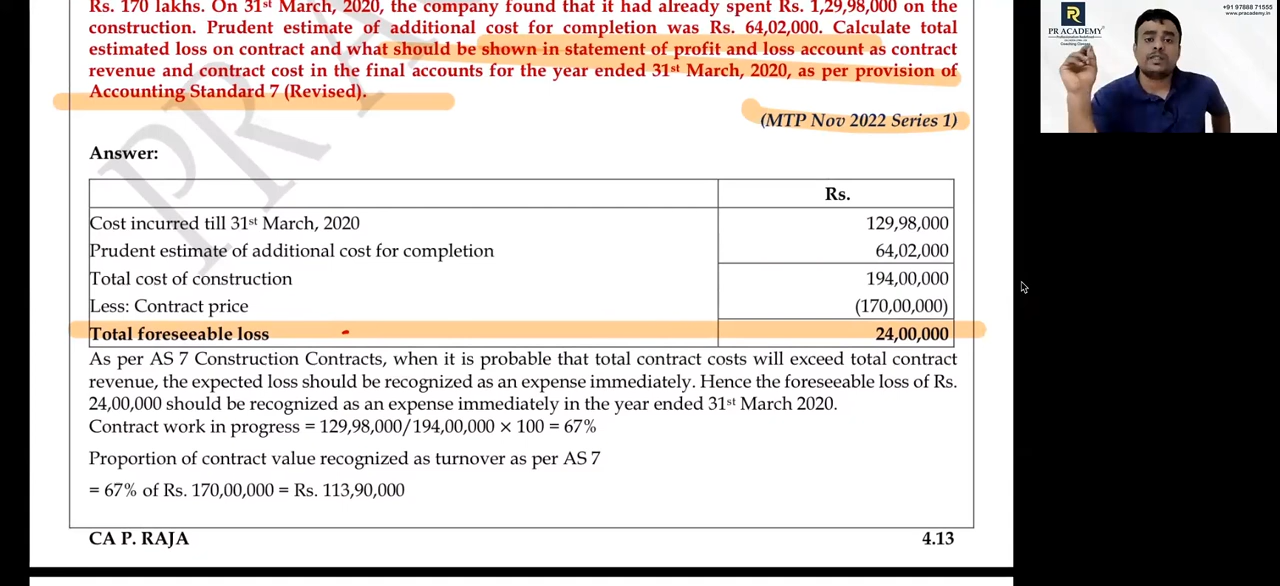 Rs. 170 lakhs. On 31st March, 2020, the company found that it had already spent Rs. 1,29,98,000 on the
construction. Prudent estimate of additional cost for completion was Rs. 64,02,000. Calculate total
estimated loss on contract and what should be shown in statement of profit and loss account as contract
revenue and contract cost in the final accounts for the year ended 31st March, 2020, as per provision of
Accounting Standard 7 (Revised).
(MTP Nov 2022 Series 1)
Answer:
Rs.
Cost incurred till 31st March, 2020 129,98,000
Prudent estimate of additional cost for completion 64,02,000
Total cost of construction 194,00,000
Less: Contract price (170,00,000)
Total foreseeable loss 24,00,000
As per AS 7 Construction Contracts, when it is probable that total contract costs will exceed total contract
revenue, the expected loss should be recognized as an expense immediately. Hence the foreseeable loss of Rs.
24,00,000 should be recognized as an expense immediately in the year ended 31st March 2020.
Contract work in progress = 129,98,000/194,00,000 × 100 = 67%
Proportion of contract value recognized as turnover as per AS 7
= 67% of Rs. 170,00,000 = Rs. 113,90,000
CA P. RAJA 4.13
PRA
+91 97888 71555
www.pracademy.in
R
PR ACADEMY